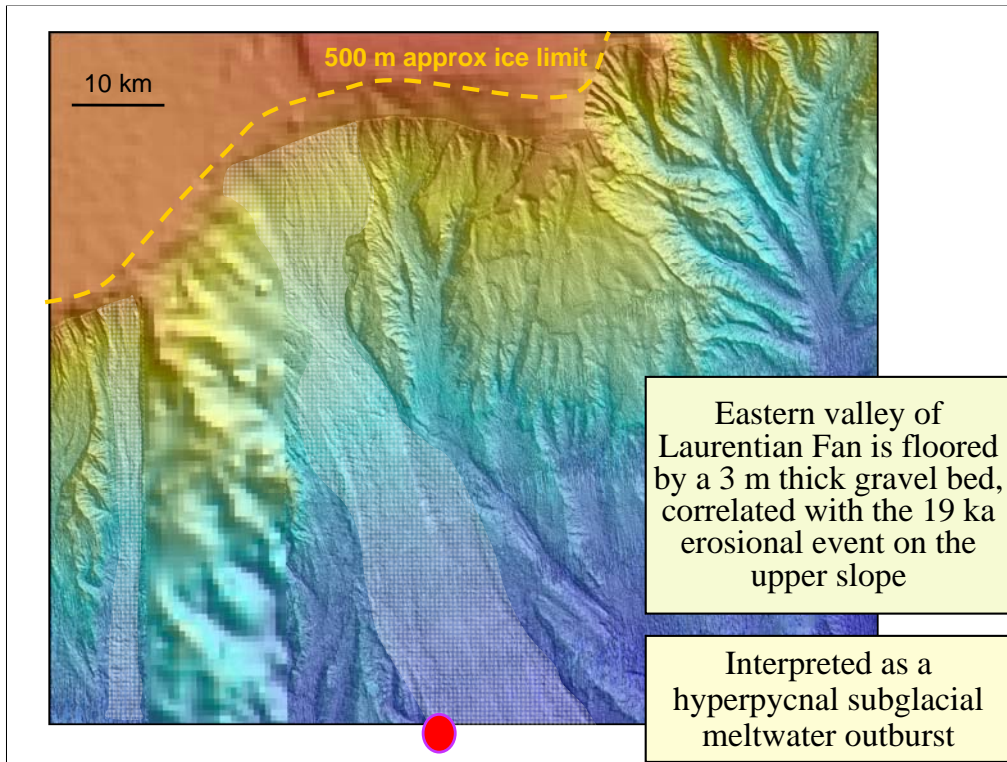 500 m approx ice limit
10 km
Eastern valley of
Laurentian Fan is floored
by a 3 m thick gravel bed,
correlated with the 19 ka
erosional event on the
upper slope
Interpreted as a
hyperpycnal subglacial
meltwater outburst